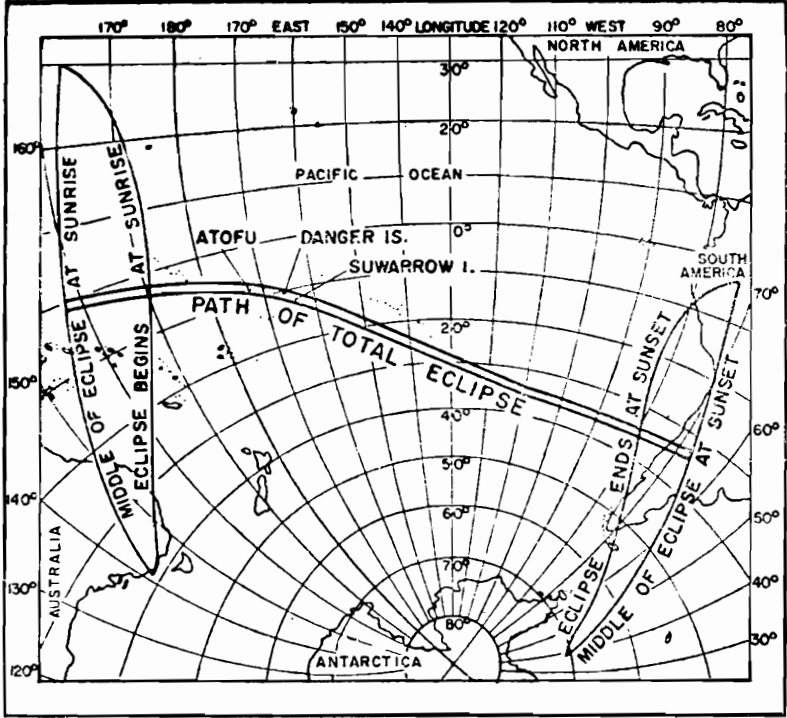 170° 180° 170° EAST 150° 140° LONGITUDE 120° 110° WEST 90° 80°
NORTH AMERICA
30°
20°
160°
PACIFIC OCEAN
0°
ATOFU DANGER IS.
SUWARROW I.
SOUTH
AMERICA
70°
MIDDLE OF ECLIPSE AT SUNRISE
ECLIPSE BEGINS AT SUNRISE
PATH OF TOTAL ECLIPSE
20°
150°
40°
60°
50°
ECLIPSE ENDS AT SUNSET
MIDDLE OF ECLIPSE AT SUNSET
140°
60°
50°
AUSTRALIA
70°
130°
40°
80°
30°
ANTARCTICA
120°